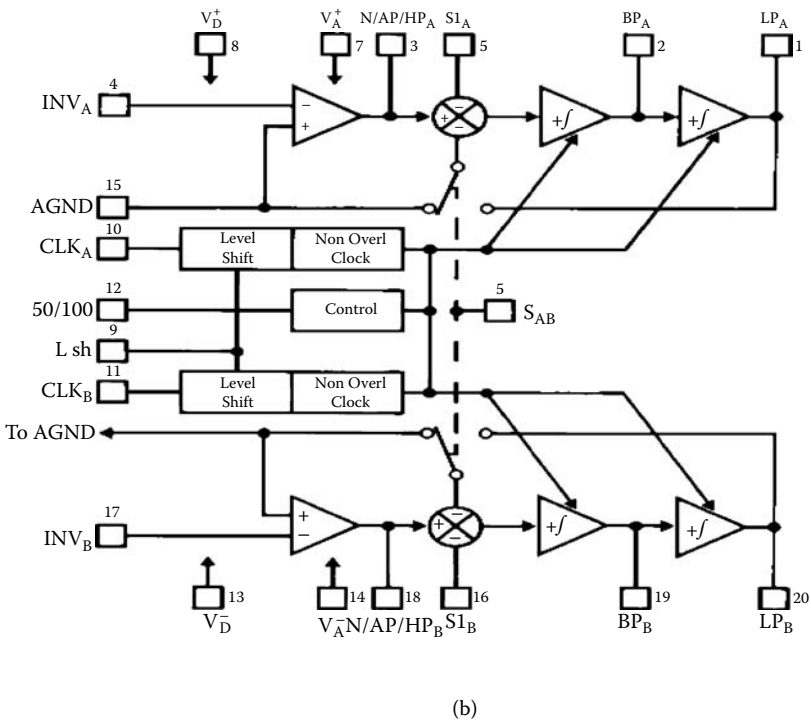 V_D^+ V_A^+ N/AP/HP_A S1_A BP_A LP_A
8 7 3 5 2 1
4
INV_A − + + − − +∫ +∫
15
AGND
10
CLK_A Level Shift Non Overl Clock
12
50/100 Control 5 S_AB
9
L sh
11
CLK_B Level Shift Non Overl Clock
To AGND
17
INV_B + − + − − +∫ +∫
13 14 18 16 19 20
V_D^- V_A^- N/AP/HP_B S1_B BP_B LP_B
(b)